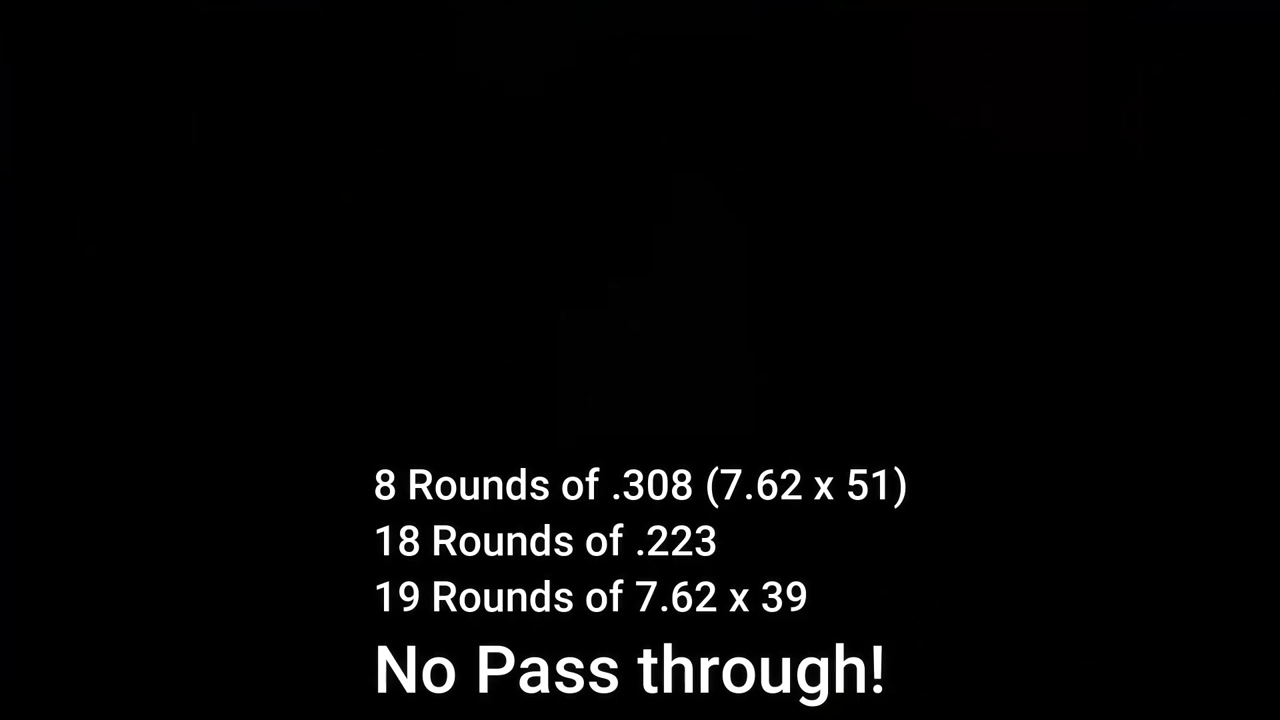 8 Rounds of .308 (7.62 x 51)
18 Rounds of .223
19 Rounds of 7.62 x 39
No Pass through!